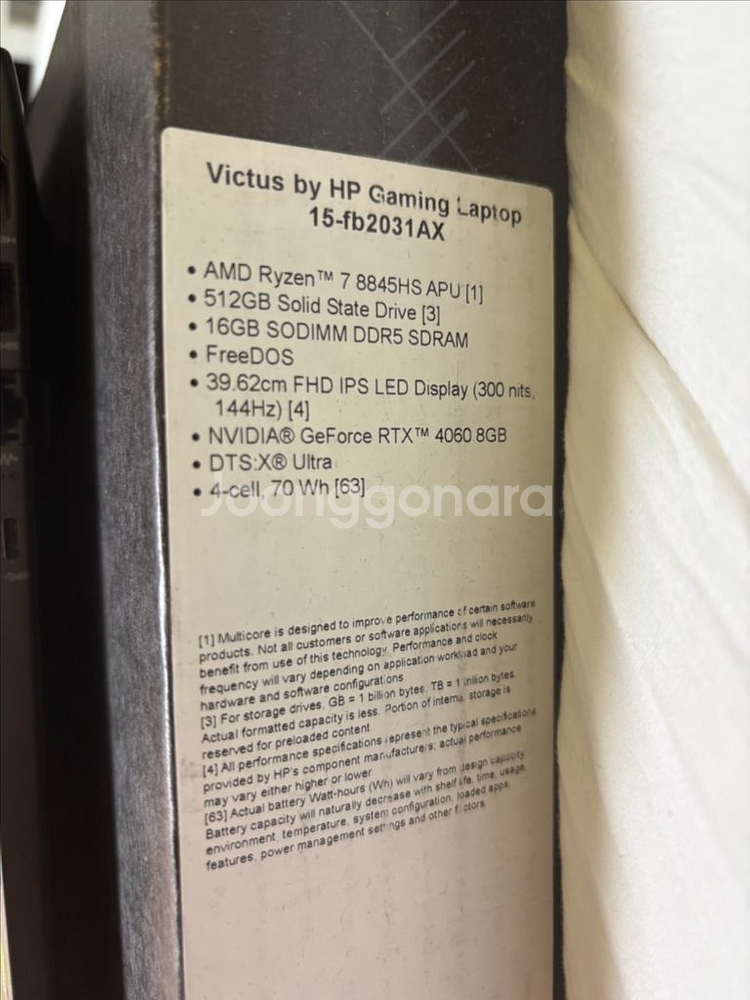 Victus by HP Gaming Laptop
15-fb2031AX
• AMD Ryzen™ 7 8845HS APU [1]
• 512GB Solid State Drive [3]
• 16GB SODIMM DDR5 SDRAM
• FreeDOS
• 39.62cm FHD IPS LED Display (300 nits,
144Hz) [4]
• NVIDIA® GeForce RTX™ 4060 8GB
• DTS:X® Ultra
• 4-cell, 70 Wh [63]
Joonggonara
[1] Multicore is designed to improve performance of certain software
products. Not all customers or software applications will necessarily
benefit from use of this technology. Performance and clock
frequency will vary depending on application workload and your
hardware and software configurations.
[3] For storage drives, GB = 1 billion bytes. TB = 1 trillion bytes.
Actual formatted capacity is less. Portion of internal storage is
reserved for preloaded content.
[4] All performance specifications represent the typical specifications
provided by HP's component manufacturers; actual performance
may vary either higher or lower.
[63] Actual battery Watt-hours (Wh) will vary from design capacity.
Battery capacity will naturally decrease with shelf life, time, usage,
environment, temperature, system configuration, loaded apps,
features, power management settings and other factors.